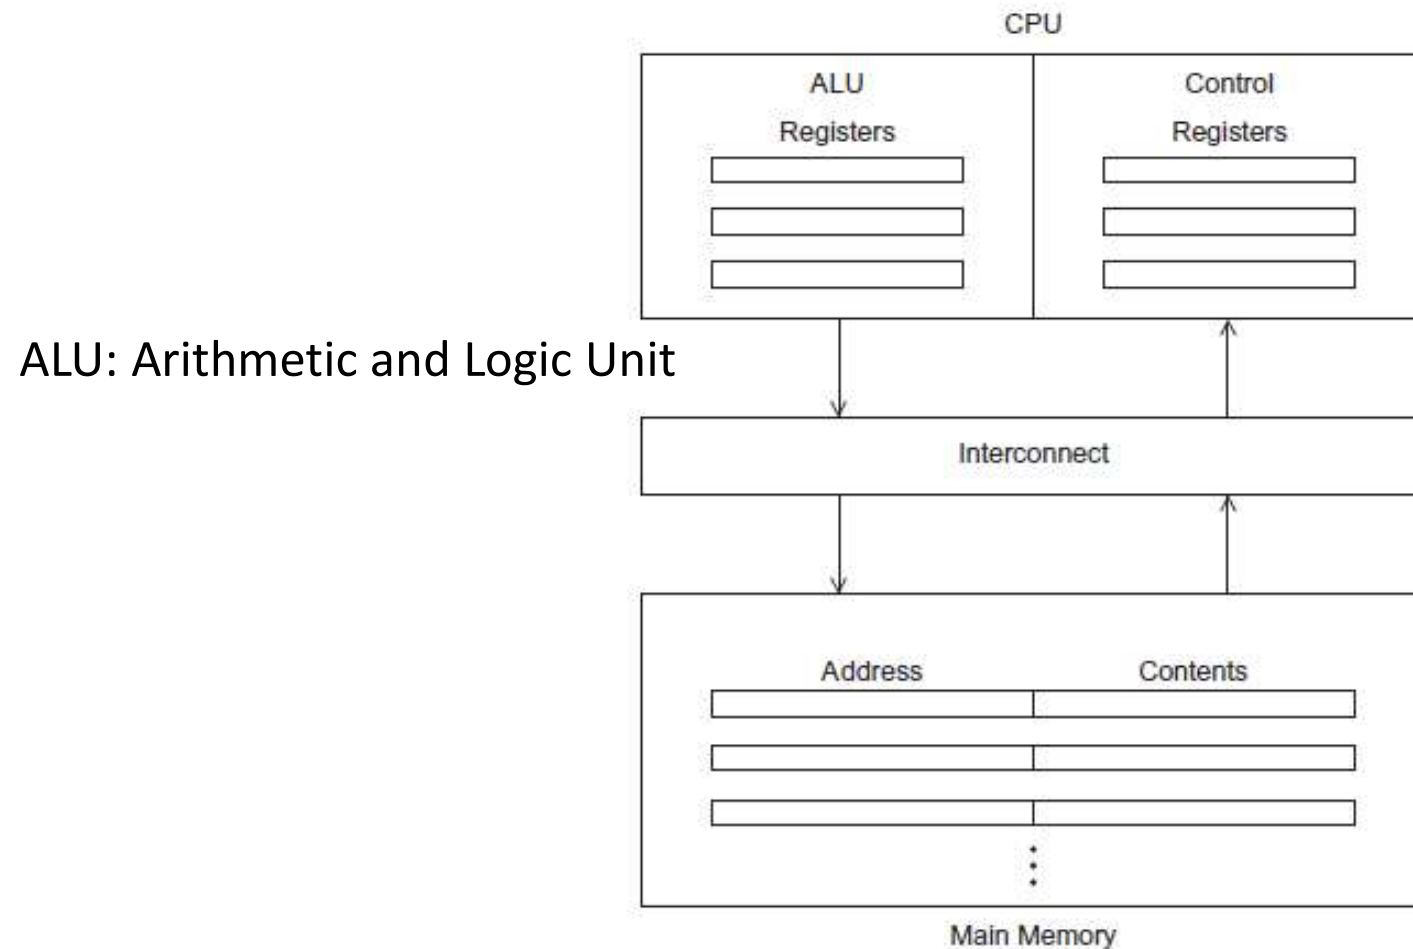 CPU
ALU
Control
Registers
Registers
ALU: Arithmetic and Logic Unit
Interconnect
Address
Contents
Main Memory